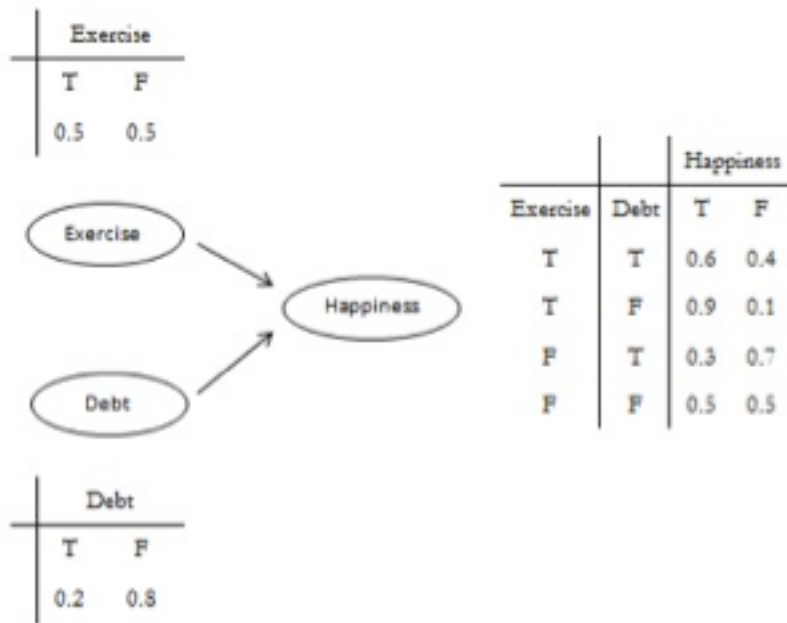 Exercise
T F
0.5 0.5
Exercise
Happiness
Debt
Debt
T F
0.2 0.8
Happiness
Exercise Debt T F
T T 0.6 0.4
T F 0.9 0.1
F T 0.3 0.7
F F 0.5 0.5